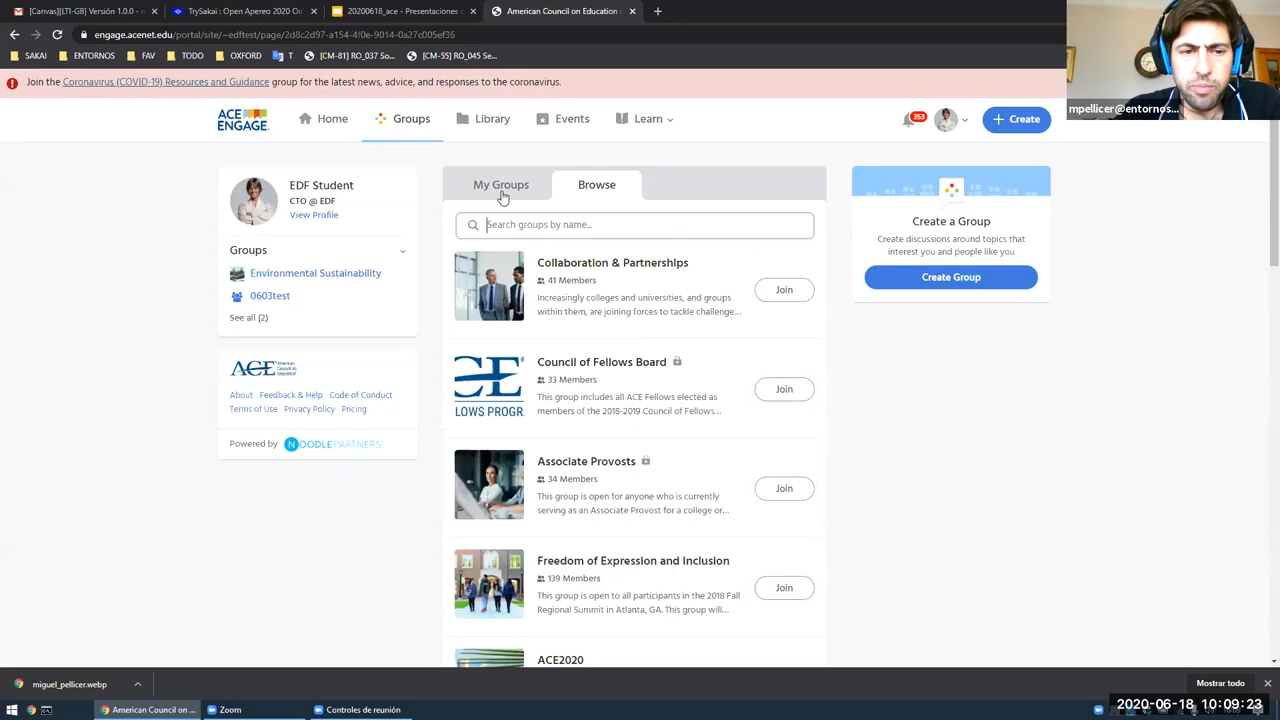 [Canvas][LTI-G8] Versión 1.0.0 - n
TrySakai : Open Apereo 2020 On
20200618_ace - Presentaciones
American Council on Education
engage.acenet.edu/portal/site/~edftest/page/2d8c2d97-a154-4f0e-9014-0a27c005ef36
SAKAI ENTORNOS FAV TODO OXFORD T [CM-81] RO_037 So... [CM-55] RO_045 Se...
Join the Coronavirus (COVID-19) Resources and Guidance group for the latest news, advice, and responses to the conversation.
mpellicer@entornos...
ACE ENGAGE.
Home Groups Library Events Learn
353
+ Create
EDF Student
CTO @ EDF
View Profile
Groups
Environmental Sustainability
0603test
See all (2)
ACE American Council on Education
About Feedback & Help Code of Conduct
Terms of Use Privacy Policy Pricing
Powered by NOODLE PARTNERS
My Groups Browse
Search groups by name...
Collaboration & Partnerships
41 Members
Increasingly colleges and universities, and groups
within them, are joining forces to tackle challenge...
Join
CE
LOWS PROGR
Council of Fellows Board
33 Members
This group includes all ACE Fellows elected as
members of the 2018-2019 Council of Fellows...
Join
Associate Provosts
34 Members
This group is open for anyone who is currently
serving as an Associate Provost for a college or...
Join
Freedom of Expression and Inclusion
139 Members
This group is open to all participants in the 2018 Fall
Regional Summit in Atlanta, GA. This group will...
Join
ACE2020
Create a Group
Create discussions around topics that
interest you and people like you
Create Group
miguel_pellicer.webp
Mostrar todo
American Council on ...
Zoom
Controles de reunión
2020-06-18 10:09:23